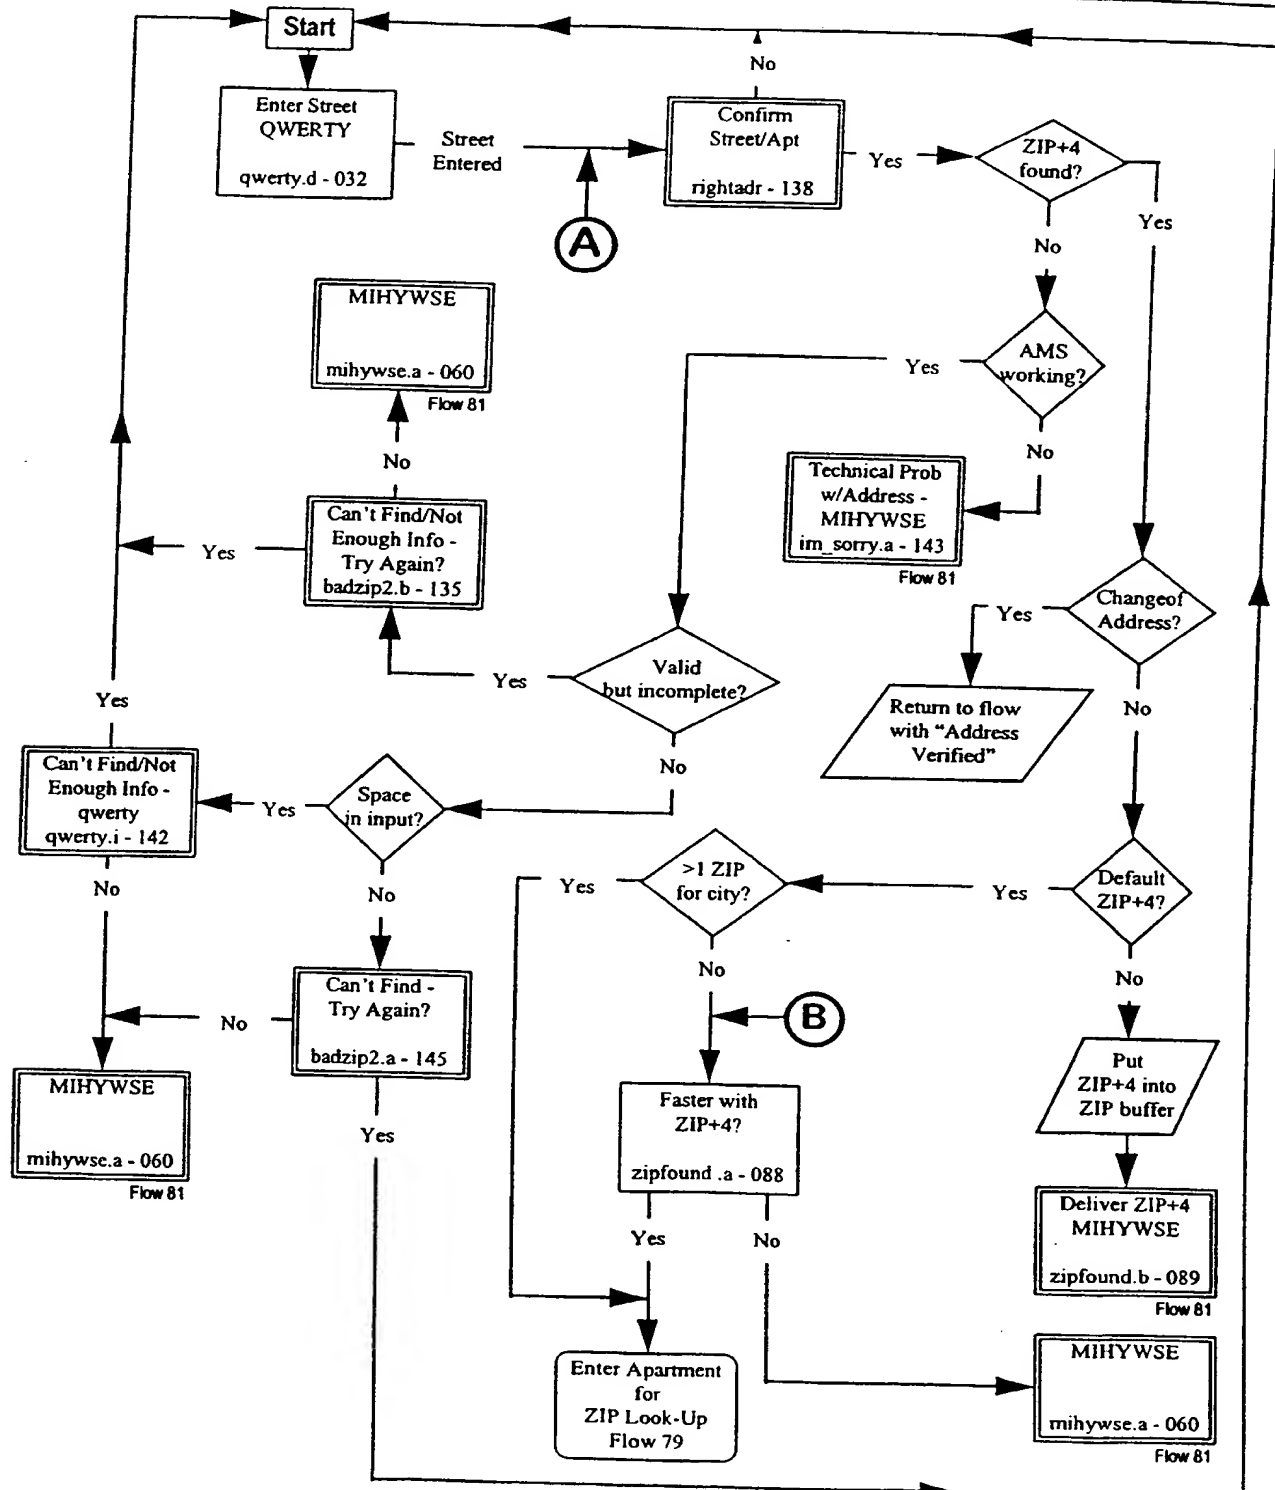 Start
No
Enter Street
QWERTY
qwerty.d - 032
Street
Entered
Confirm
Street/Apt
rightadr - 138
Yes
ZIP+4
found?
Yes
A
No
MIHYWSE
mihywse.a - 060
Flow 81
AMS
working?
Yes
No
No
Technical Prob
w/Address -
MIHYWSE
im_sorry.a - 143
Flow 81
Can't Find/Not
Enough Info -
Try Again?
badzip2.b - 135
Yes
Changeof
Address?
Yes
Valid
but incomplete?
Yes
Return to flow
with "Address
Verified"
No
Yes
No
Can't Find/Not
Enough Info -
qwerty
qwerty.i - 142
Yes
Space
in input?
>1 ZIP
for city?
Yes
Yes
Default
ZIP+4?
No
No
No
No
Can't Find -
Try Again?
badzip2.a - 145
No
B
Put
ZIP+4 into
ZIP buffer
MIHYWSE
mihywse.a - 060
Flow 81
Yes
Faster with
ZIP+4?
zipfound .a - 088
Deliver ZIP+4
MIHYWSE
zipfound.b - 089
Flow 81
Yes
No
Enter Apartment
for
ZIP Look-Up
Flow 79
MIHYWSE
mihywse.a - 060
Flow 81